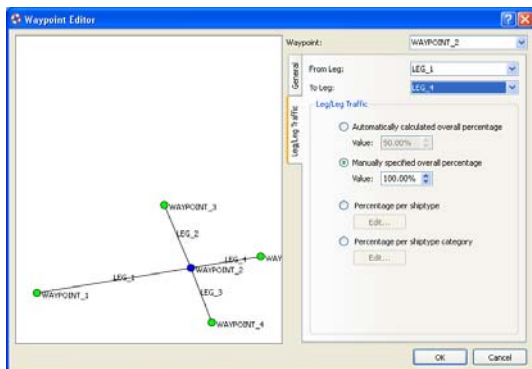 Waypoint Editor
Waypoint: WAYPOINT_2
General
Leg/Leg Traffic
From Leg: LEG_1
To Leg: LEG_4
Leg/Leg Traffic
Automatically calculated overall percentage
Value: 90.00%
Manually specified overall percentage
Value: 100.00%
Percentage per shiptype
Edit...
Percentage per shiptype category
Edit...
WAYPOINT_3
LEG_2
LEG_4
WAY
LEG_1
WAYPOINT_2
LEG_3
WAYPOINT_1
WAYPOINT_4
OK
Cancel